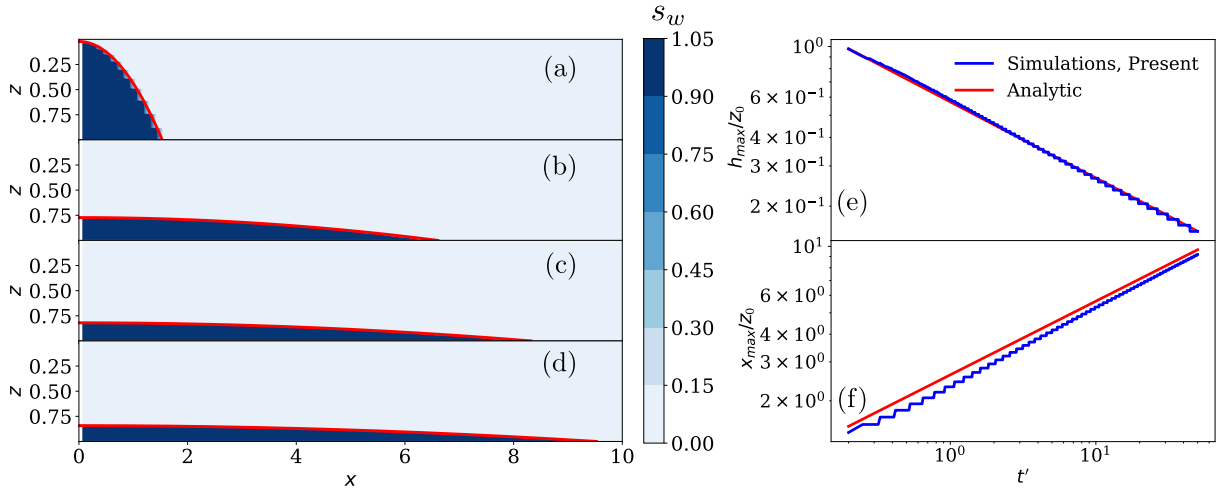 s_w
1.05
0.90
0.75
0.60
0.45
0.30
0.15
0.00
z
0.25
0.50
0.75
(a)
z
0.25
0.50
0.75
(b)
z
0.25
0.50
0.75
(c)
z
0.25
0.50
0.75
(d)
0
2
4
6
8
10
x
h_{max}/z_0
10^0
6 × 10^{-1}
4 × 10^{-1}
3 × 10^{-1}
2 × 10^{-1}
Simulations, Present
Analytic
(e)
x_{max}/z_0
10^1
6 × 10^0
4 × 10^0
3 × 10^0
2 × 10^0
(f)
10^0
10^1
t′